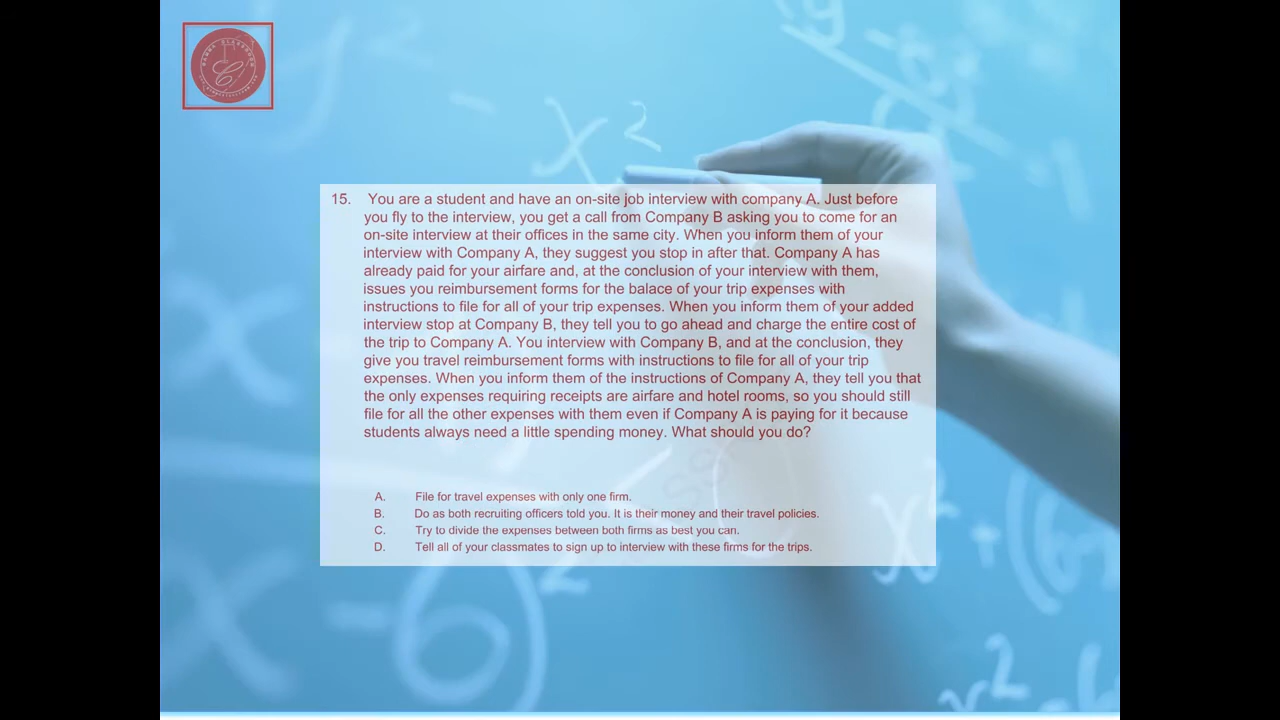 15. You are a student and have an on-site job interview with company A. Just before
you fly to the interview, you get a call from Company B asking you to come for an
on-site interview at their offices in the same city. When you inform them of your
interview with Company A, they suggest you stop in after that. Company A has
already paid for your airfare and, at the conclusion of your interview with them,
issues you reimbursement forms for the balace of your trip expenses with
instructions to file for all of your trip expenses. When you inform them of your added
interview stop at Company B, they tell you to go ahead and charge the entire cost of
the trip to Company A. You interview with Company B, and at the conclusion, they
give you travel reimbursement forms with instructions to file for all of your trip
expenses. When you inform them of the instructions of Company A, they tell you that
the only expenses requiring receipts are airfare and hotel rooms, so you should still
file for all the other expenses with them even if Company A is paying for it because
students always need a little spending money. What should you do?
A. File for travel expenses with only one firm.
B. Do as both recruiting officers told you. It is their money and their travel policies.
C. Try to divide the expenses between both firms as best you can.
D. Tell all of your classmates to sign up to interview with these firms for the trips.